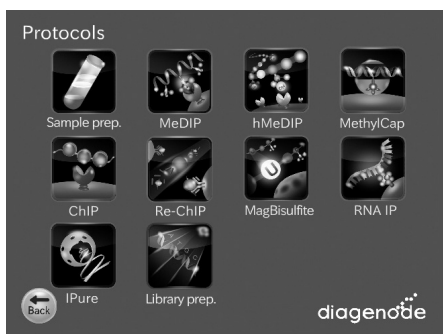 Protocols
Sample prep. MeDIP hMeDIP MethylCap
ChIP Re-ChIP MagBisulfite RNA IP
U
IPure Library prep.
Back
diagenode